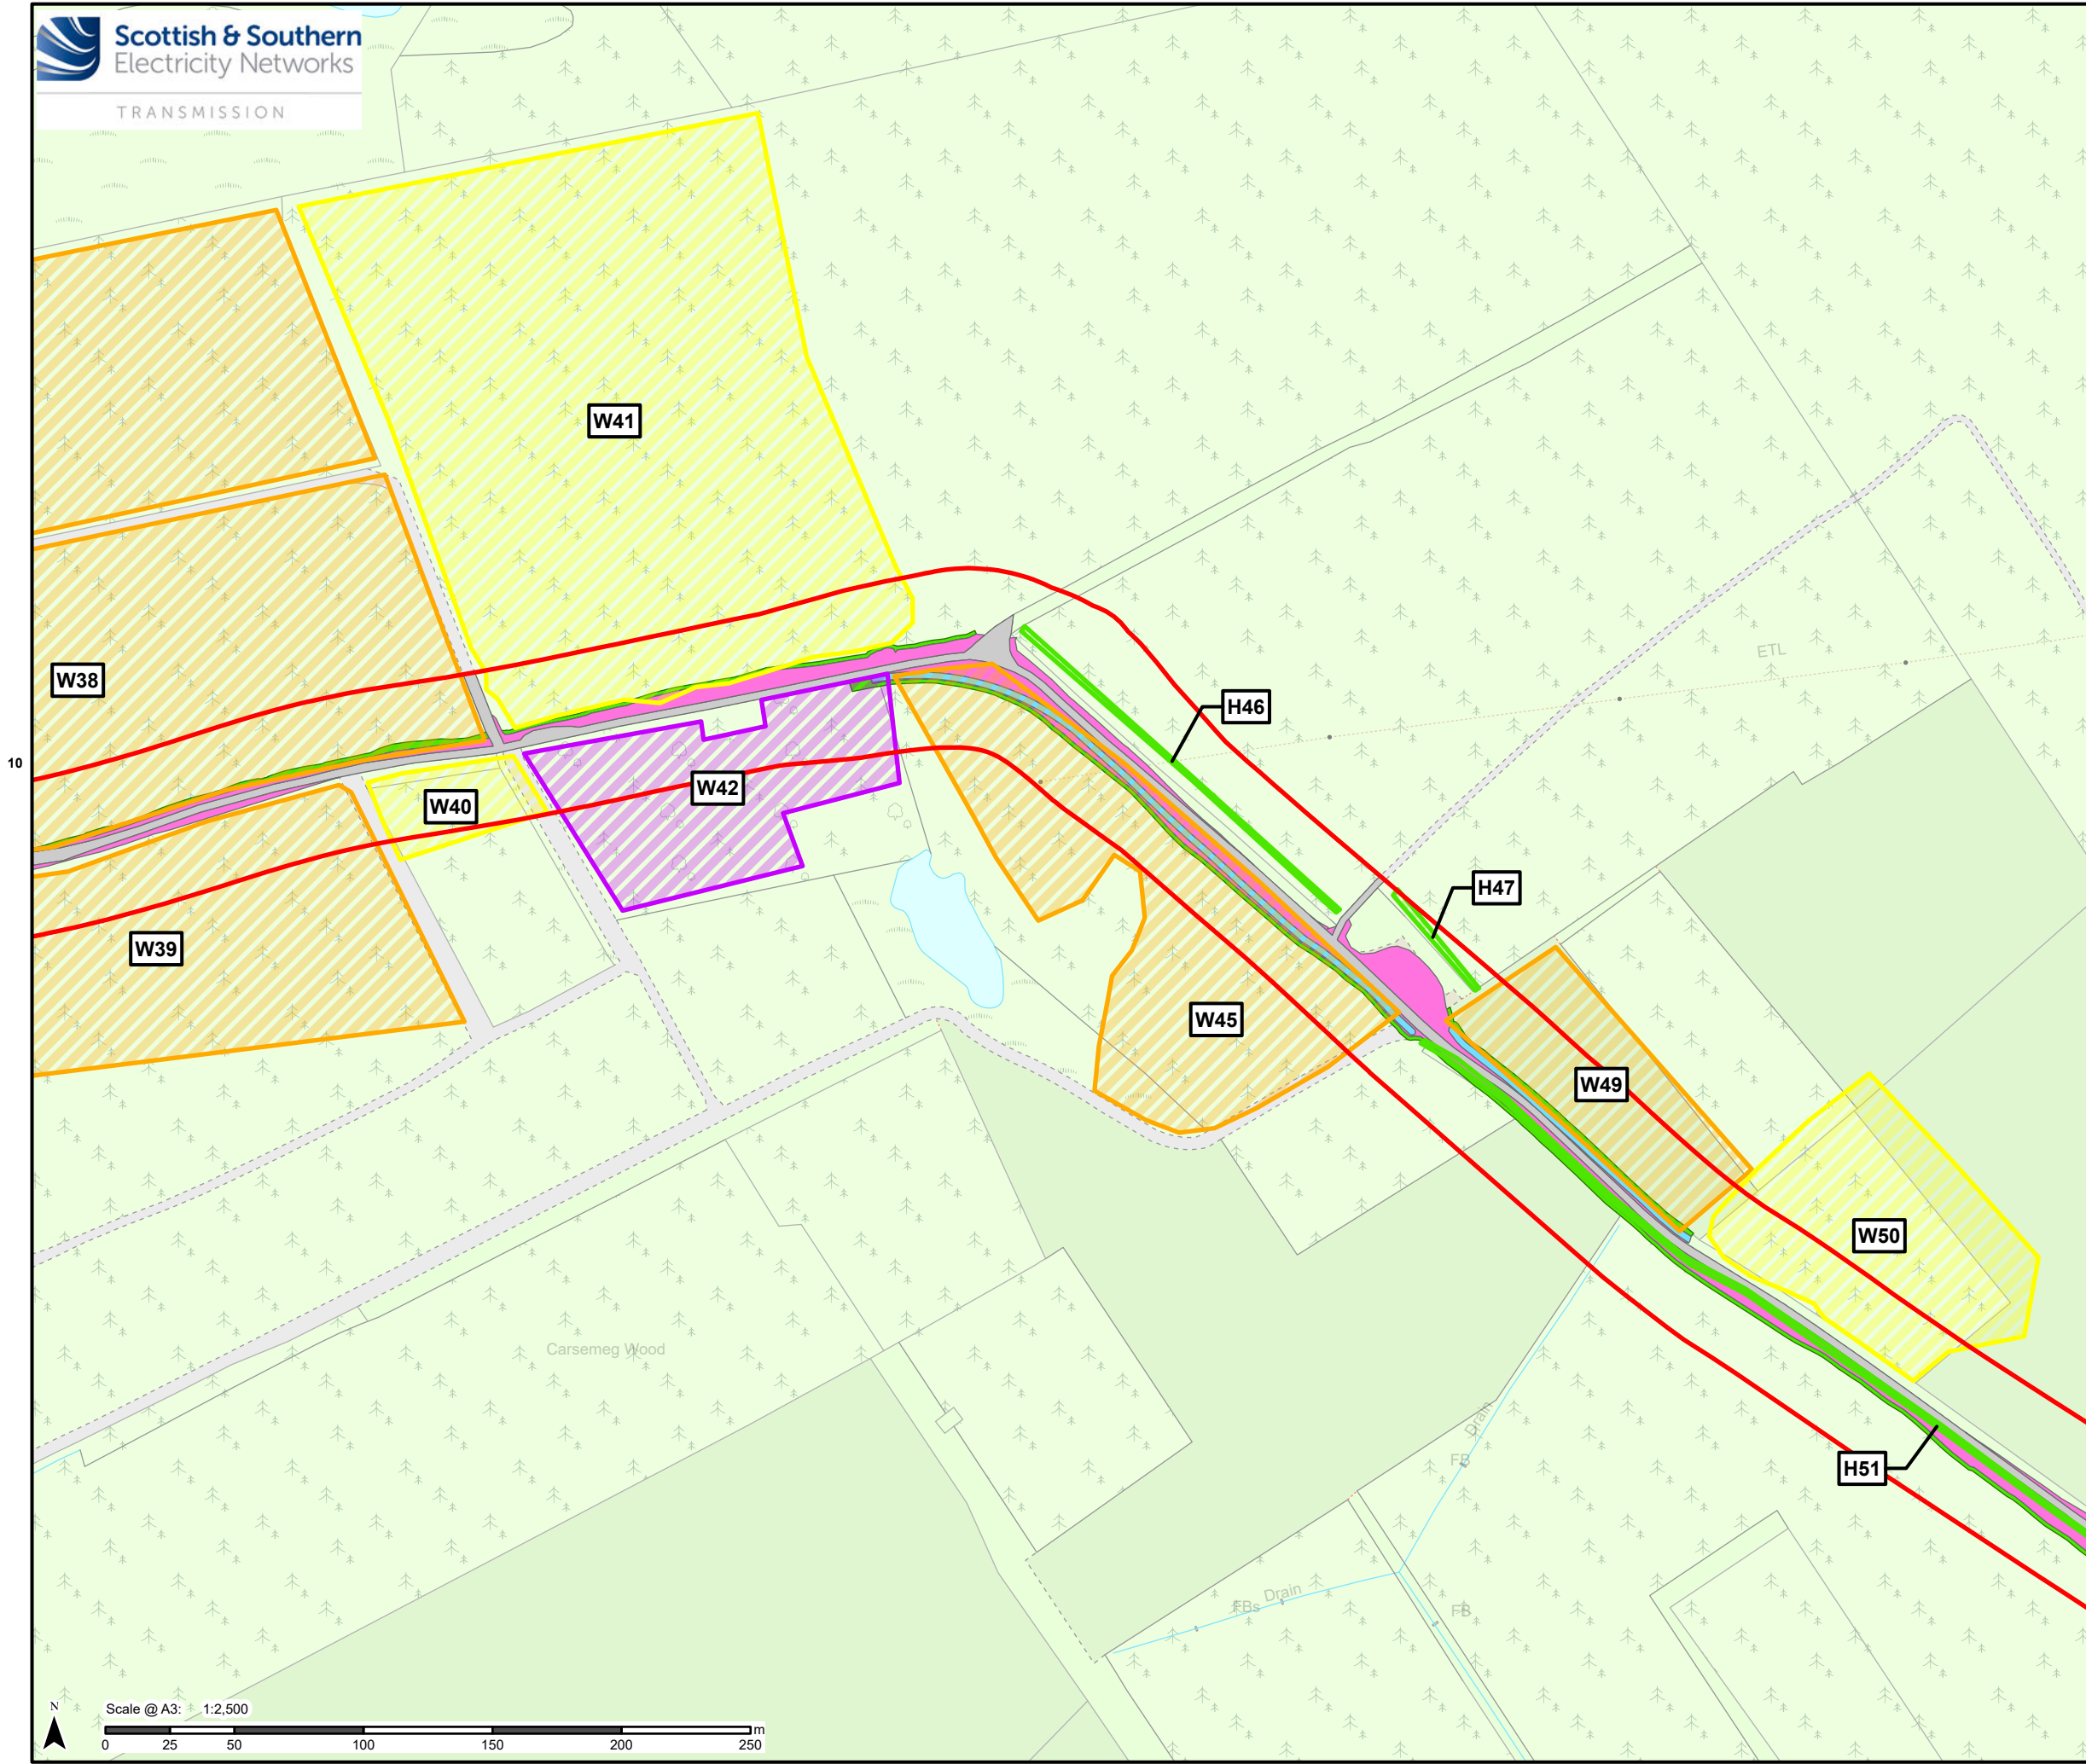 Scottish & Southern
Electricity Networks
TRANSMISSION
W41
W38
H46
ETL
10
W42
W40
H47
W39
W45
W49
W50
Carsemeg Wood
Drain
FB
H51
Drain
FBs
FB
N
Scale @ A3: 1:2,500
m
0 25 50 100 150 200 250